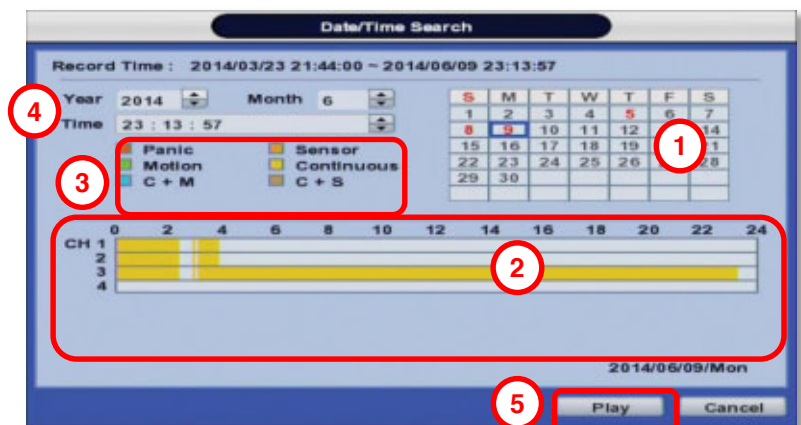 Date/Time Search
Record Time : 2014/03/23 21:44:00 ~ 2014/06/09 23:13:57
4
Year 2014 Month 6
Time 23 : 13 : 57
S M T W T F S
1 2 3 4 5 6 7
8 9 10 11 12 14
15 16 17 18 19 21
22 23 24 25 26 28
29 30
1
3
Panic Sensor
Motion Continuous
C + M C + S
0 2 4 6 8 10 12 14 16 18 20 22 24
CH 1
2
3
4
2
2014/06/09/Mon
5
Play Cancel